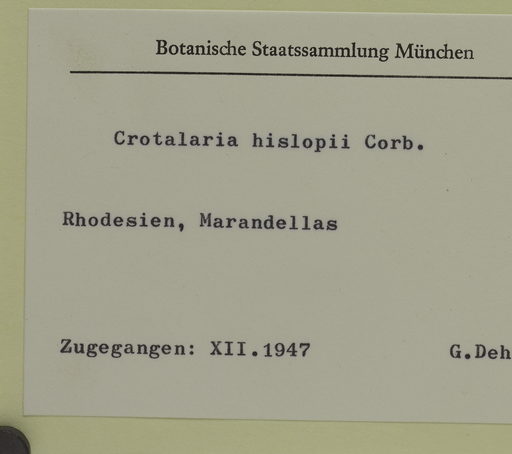 Botanische Staatssammlung München
Crotalaria hislopii Corb.
Rhodesien, Marandellas
Zugegangen: XII.1947
G.Deh